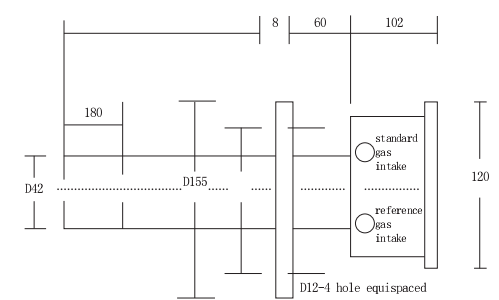 8
60
102
180
standard
gas
intake
D42
D155
120
reference
gas
intake
D12-4 hole equispaced